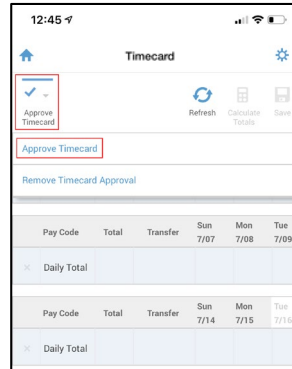 12:45
Timecard
Approve
Timecard
Refresh
Calculate
Totals
Save
Approve Timecard
Remove Timecard Approval
Pay Code Total Transfer Sun 7/07 Mon 7/08 Tue 7/09
Daily Total
Pay Code Total Transfer Sun 7/14 Mon 7/15 Tue 7/16
Daily Total